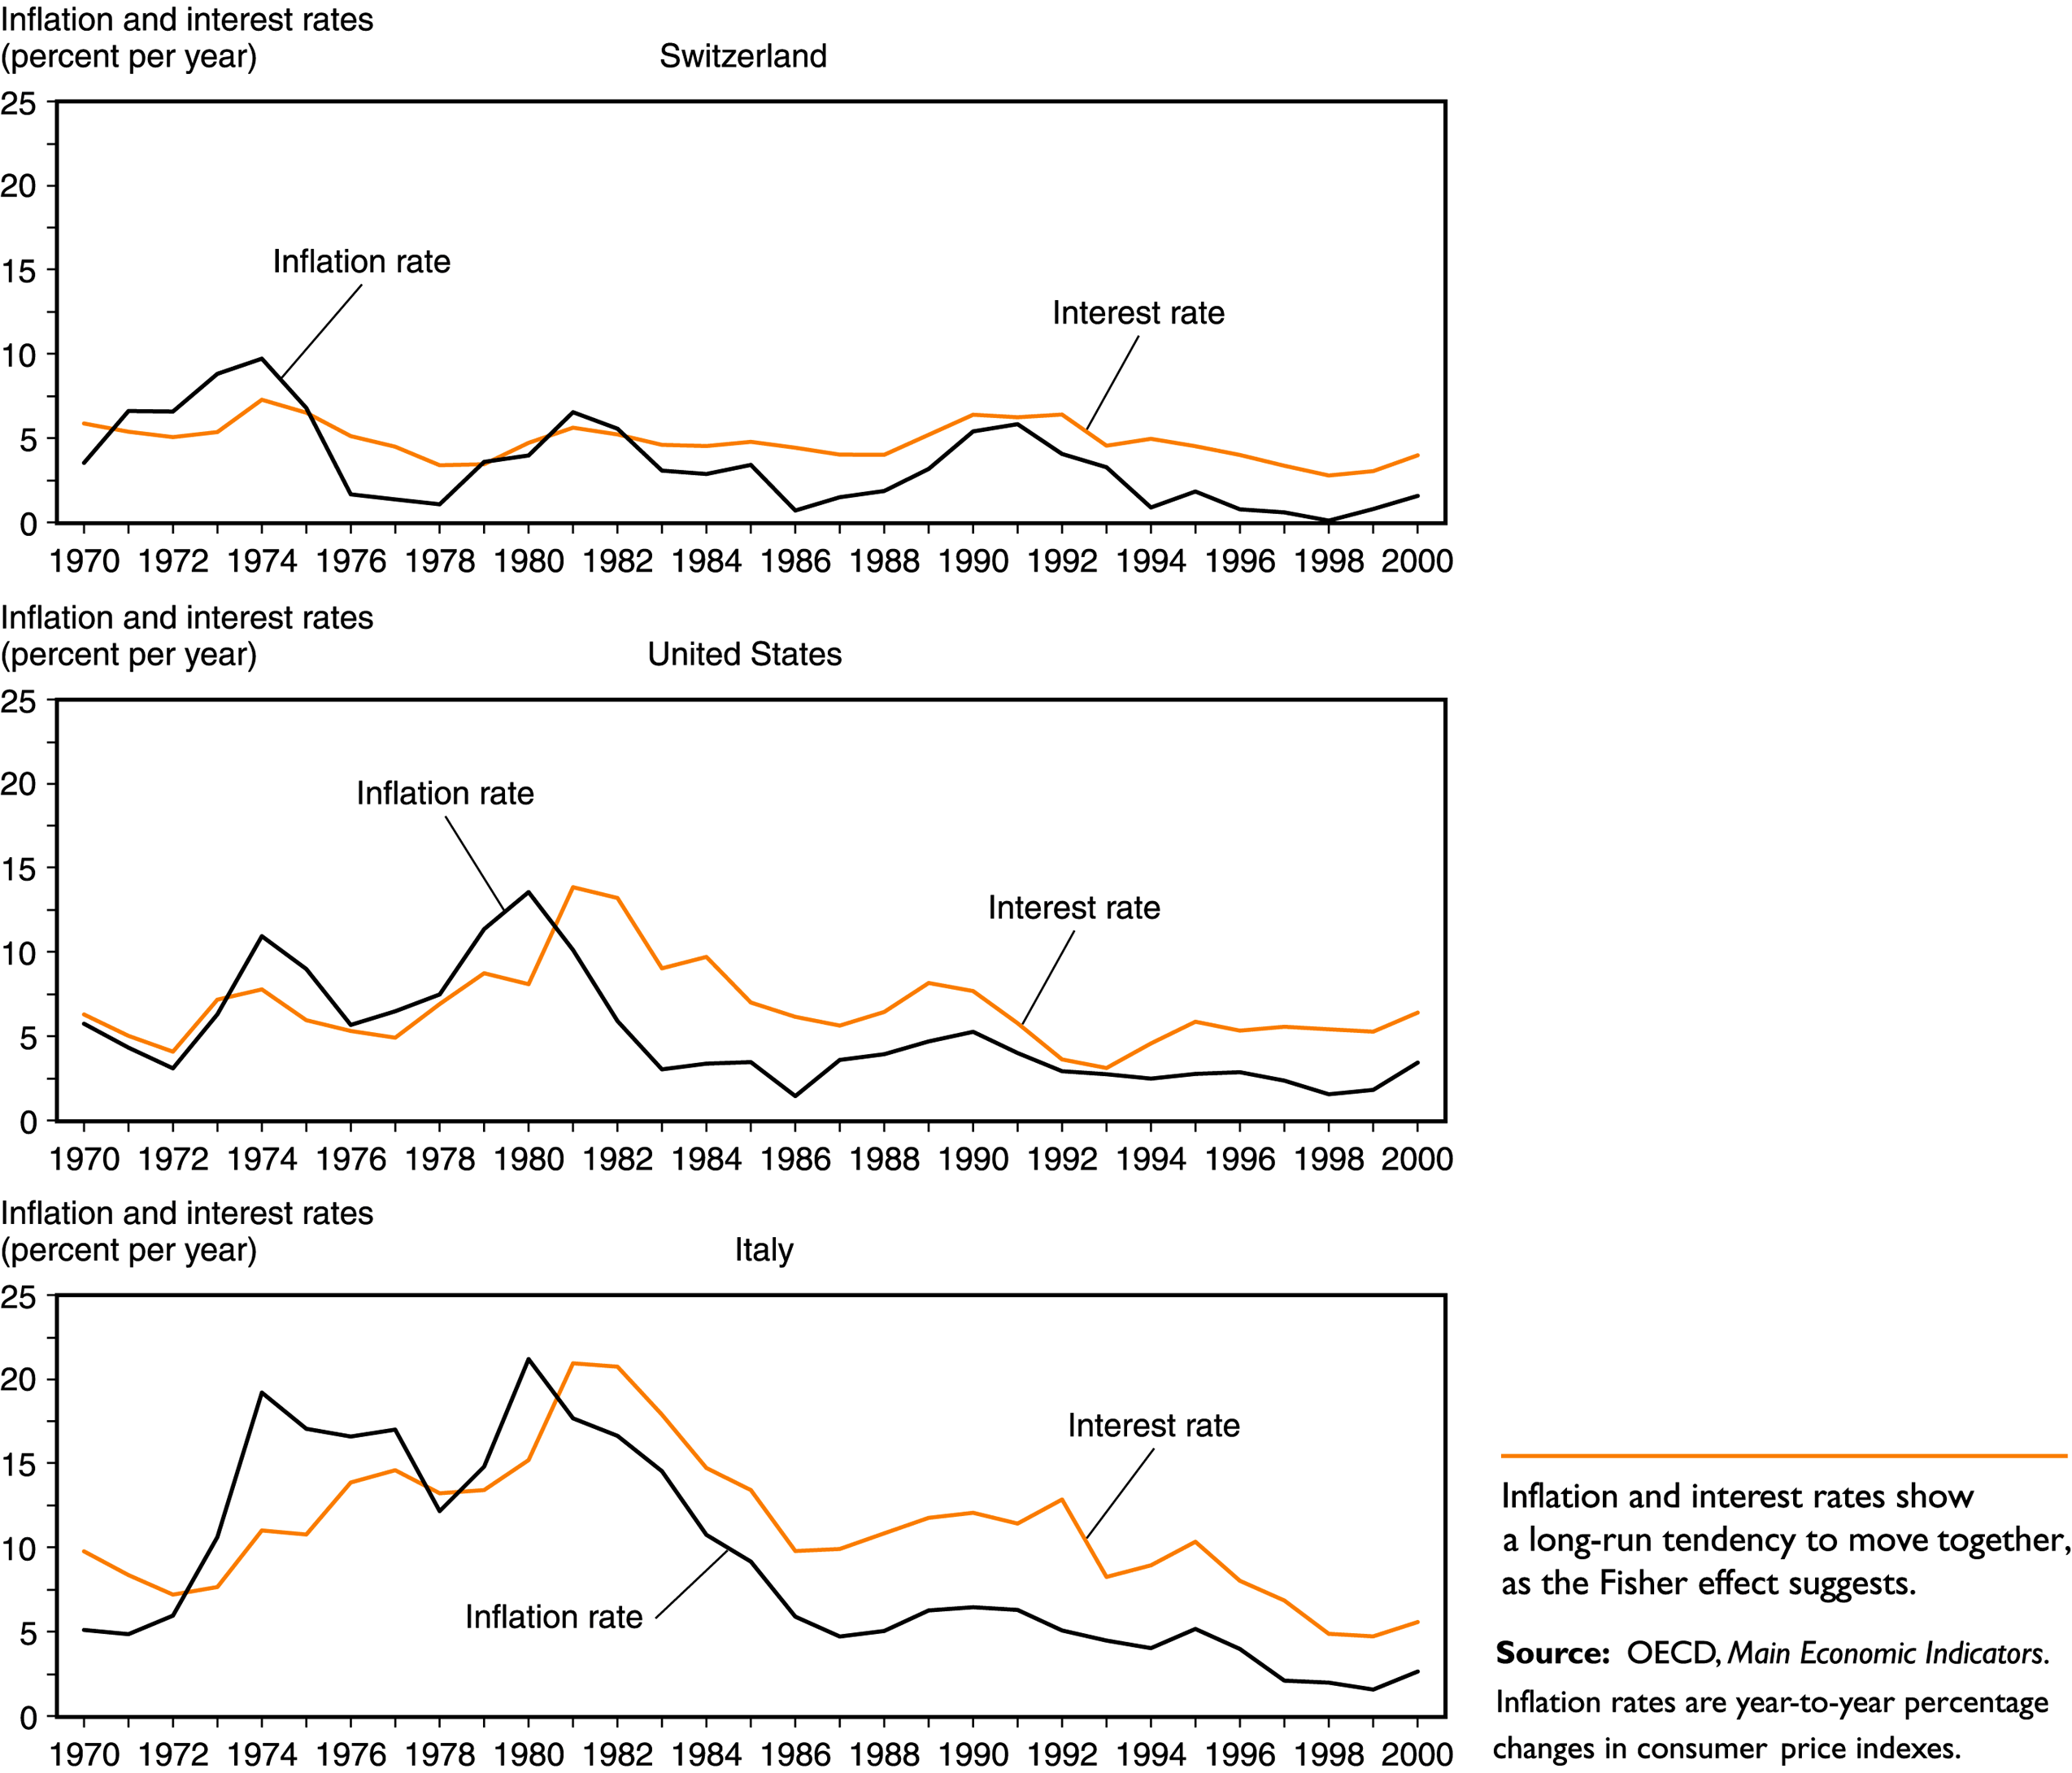 Inflation and interest rates
(percent per year)
Switzerland
25
20
15
10
5
0
Inflation rate
Interest rate
1970 1972 1974 1976 1978 1980 1982 1984 1986 1988 1990 1992 1994 1996 1998 2000
Inflation and interest rates
(percent per year)
United States
25
20
15
10
5
0
Inflation rate
Interest rate
1970 1972 1974 1976 1978 1980 1982 1984 1986 1988 1990 1992 1994 1996 1998 2000
Inflation and interest rates
(percent per year)
Italy
25
20
15
10
5
0
Interest rate
Inflation rate
1970 1972 1974 1976 1978 1980 1982 1984 1986 1988 1990 1992 1994 1996 1998 2000
Inflation and interest rates show
a long-run tendency to move together,
as the Fisher effect suggests.
Source: OECD, Main Economic Indicators.
Inflation rates are year-to-year percentage
changes in consumer price indexes.